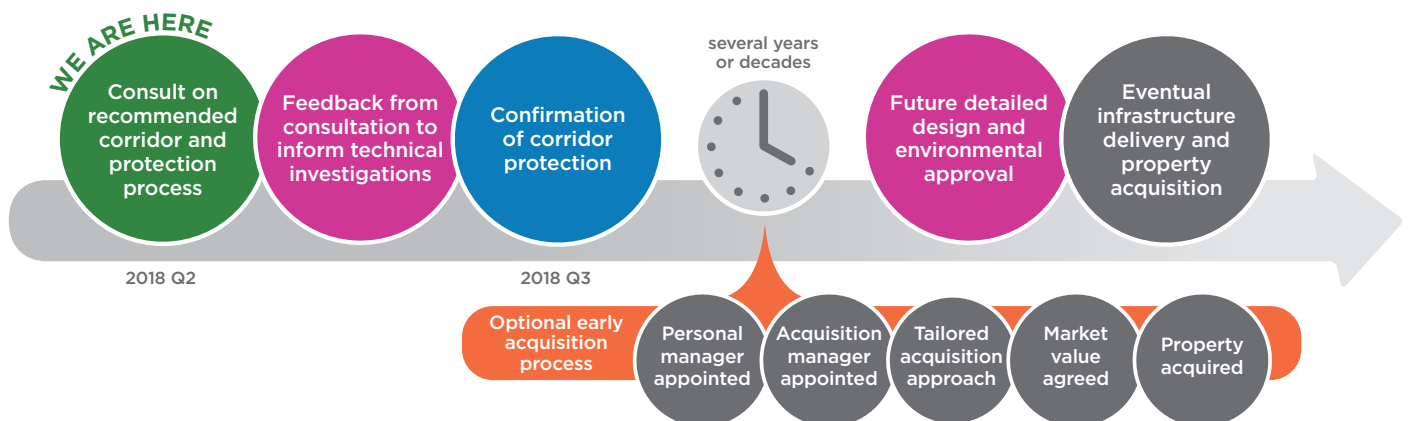 WE ARE HERE
Consult on
recommended
corridor and
protection
process
Feedback from
consultation to
inform technical
investigations
Confirmation
of corridor
protection
several years
or decades
Future detailed
design and
environmental
approval
Eventual
infrastructure
delivery and
property
acquisition
2018 Q2
2018 Q3
Optional early
acquisition
process
Personal
manager
appointed
Acquisition
manager
appointed
Tailored
acquisition
approach
Market
value
agreed
Property
acquired